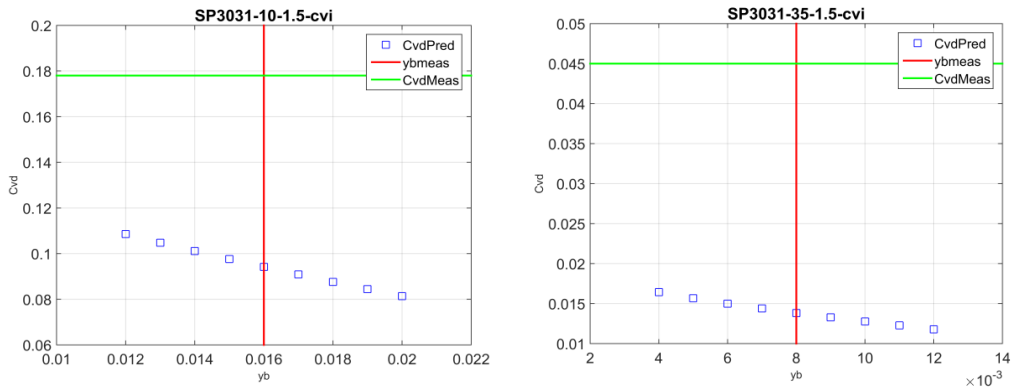 SP3031-10-1.5-cvi
0.2
0.18
0.16
0.14
0.12
0.1
0.08
0.06
Cvd
0.01 0.012 0.014 0.016 0.018 0.02 0.022
yb
CvdPred
ybmeas
CvdMeas
SP3031-35-1.5-cvi
0.05
0.045
0.04
0.035
0.03
0.025
0.02
0.015
0.01
Cvd
2 4 6 8 10 12 14
yb
×10⁻³
CvdPred
ybmeas
CvdMeas